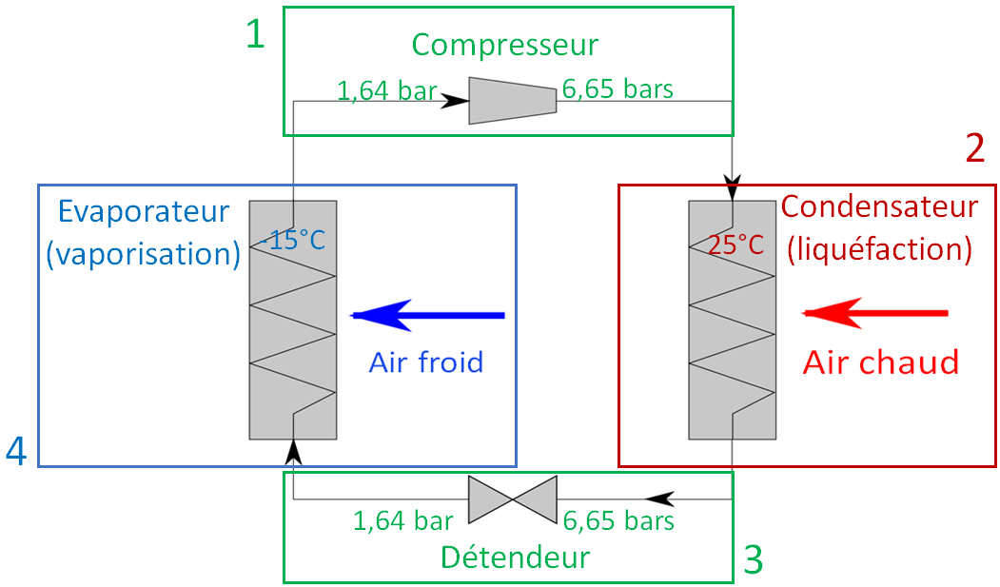 1
Compresseur
1,64 bar
6,65 bars
2
Evaporateur
(vaporisation)
-15°C
Air froid
Condensateur
(liquéfaction)
25°C
Air chaud
4
1,64 bar
6,65 bars
Détendeur
3